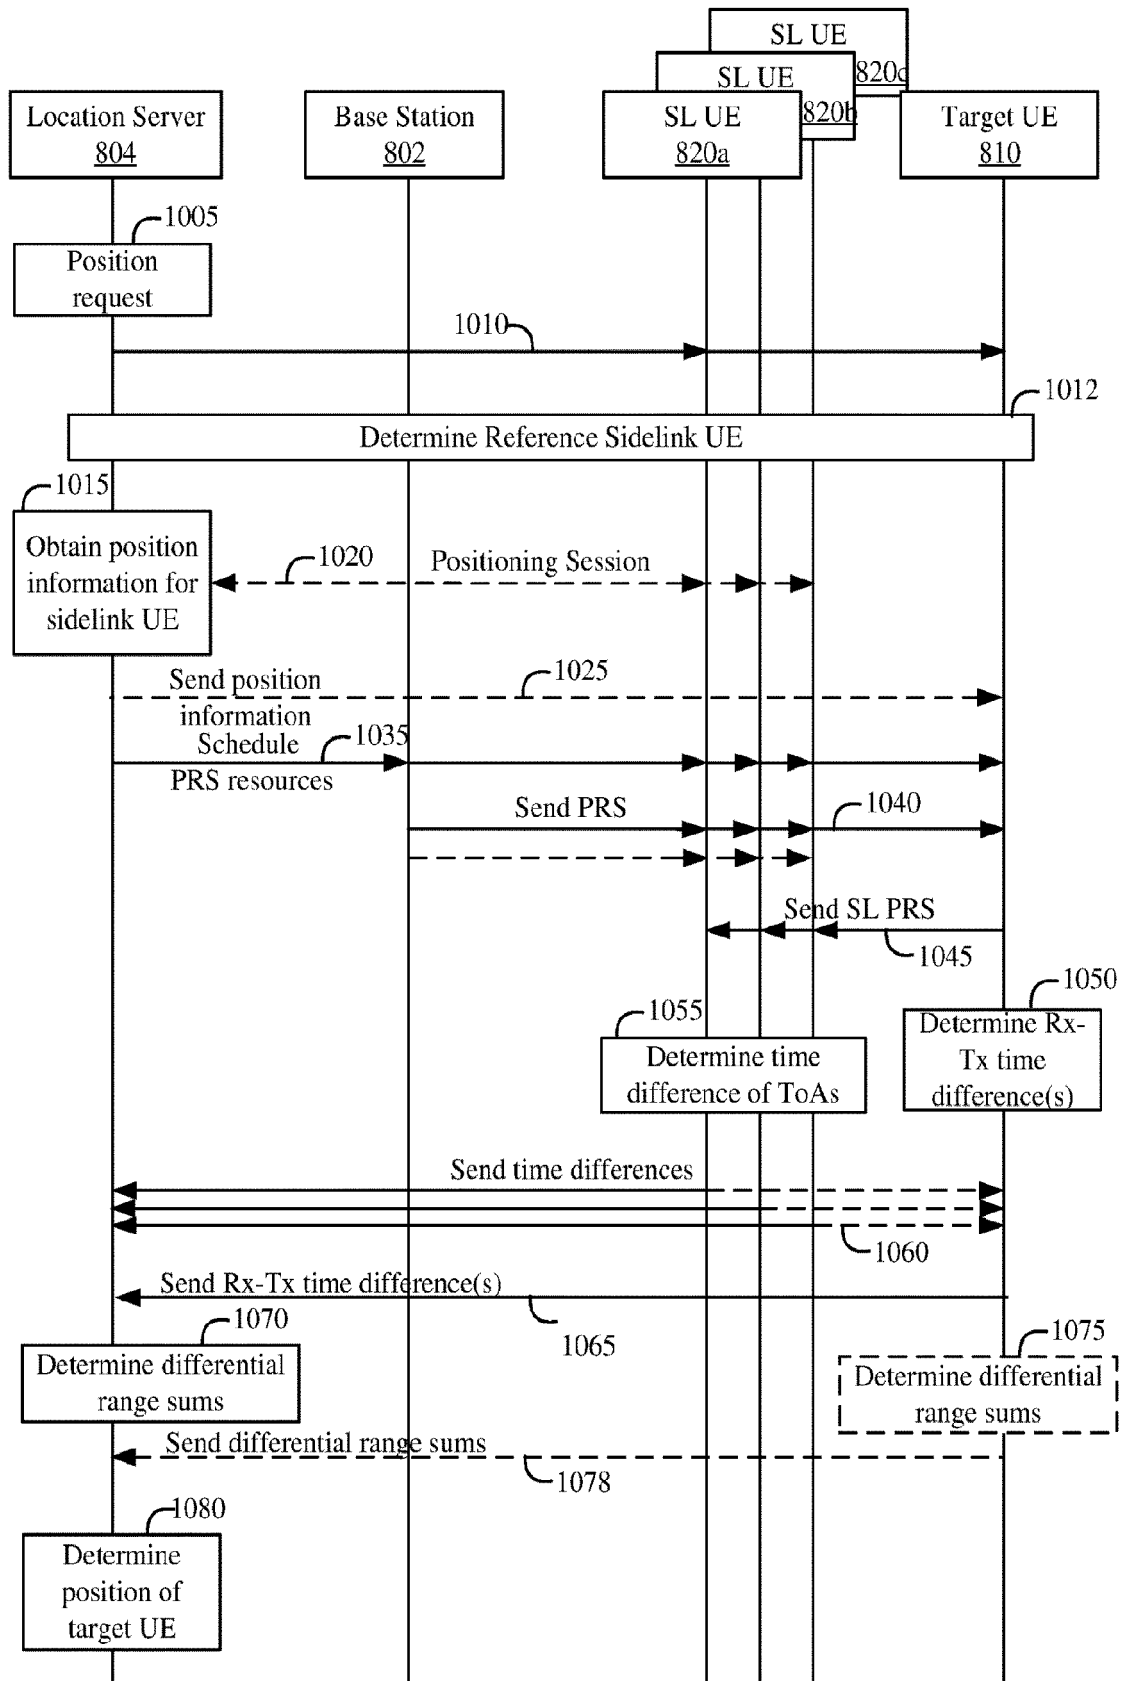 SL UE
820c
SL UE
820b
Location Server
804
Base Station
802
SL UE
820a
Target UE
810
1005
Position
request
1010
1012
Determine Reference Sidelink UE
1015
Obtain position
information for
sidelink UE
1020
Positioning Session
Send position
information
1025
Schedule
PRS resources
1035
Send PRS
1040
Send SL PRS
1045
1050
Determine Rx-
Tx time
difference(s)
1055
Determine time
difference of ToAs
Send time differences
1060
Send Rx-Tx time difference(s)
1065
1070
Determine differential
range sums
1075
Determine differential
range sums
Send differential range sums
1078
1080
Determine
position of
target UE